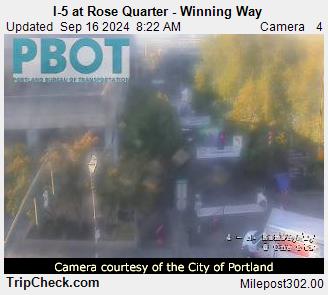 I-5 at Rose Quarter - Winning Way
Updated Sep 16 2024 8:22 AM Camera 4
PBOT
PORTLAND BUREAU OF TRANSPORTATION
Camera courtesy of the City of Portland
TripCheck.com Milepost302.00